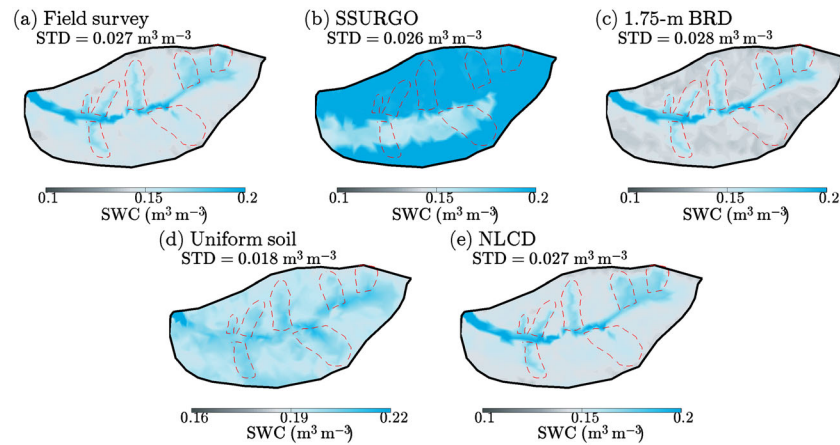 (a) Field survey
STD = 0.027 m³ m⁻³
(b) SSURGO
STD = 0.026 m³ m⁻³
(c) 1.75-m BRD
STD = 0.028 m³ m⁻³
0.1 0.15 0.2
SWC (m³ m⁻³)
0.1 0.15 0.2
SWC (m³ m⁻³)
0.1 0.15 0.2
SWC (m³ m⁻³)
(d) Uniform soil
STD = 0.018 m³ m⁻³
(e) NLCD
STD = 0.027 m³ m⁻³
0.16 0.19 0.22
SWC (m³ m⁻³)
0.1 0.15 0.2
SWC (m³ m⁻³)